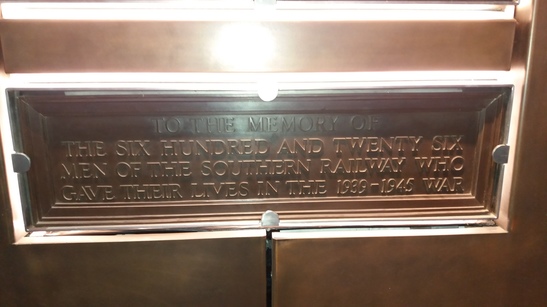 TO THE MEMORY OF
THE SIX HUNDRED AND TWENTY SIX
MEN OF THE SOUTHERN RAILWAY WHO
GAVE THEIR LIVES IN THE 1939-1945 WAR